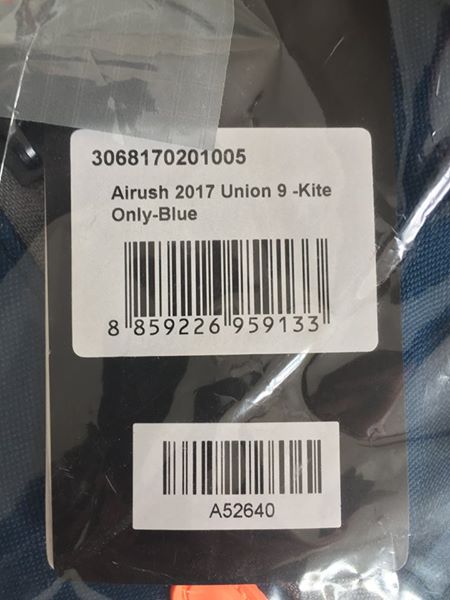 3068170201005
Airush 2017 Union 9 -Kite
Only-Blue
8 859226 959133
A52640